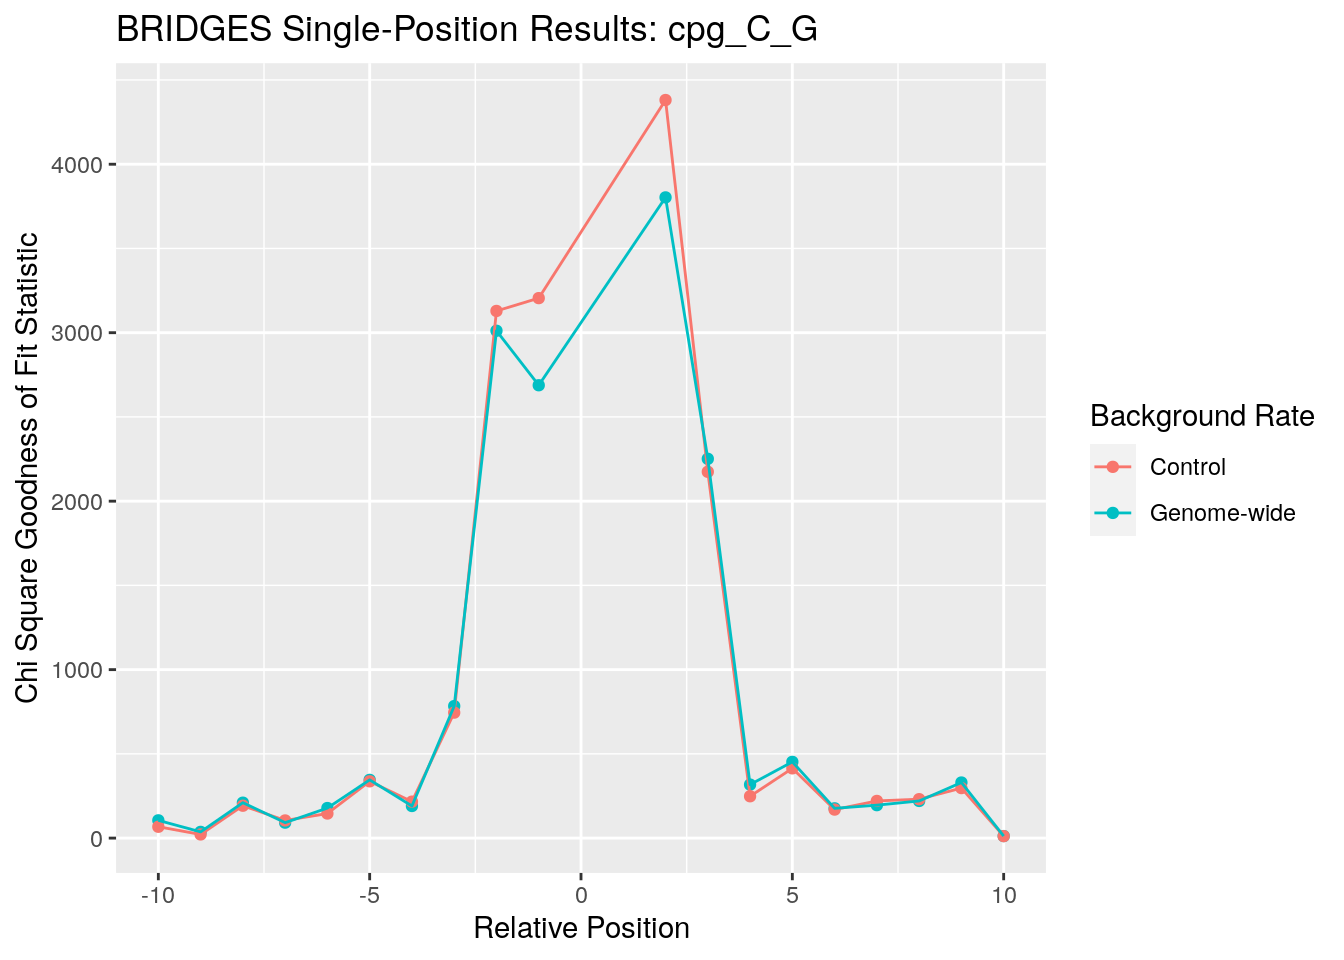 BRIDGES Single-Position Results: cpg_C_G
Chi Square Goodness of Fit Statistic
4000
3000
2000
1000
0
-10
-5
0
5
10
Relative Position
Background Rate
Control
Genome-wide